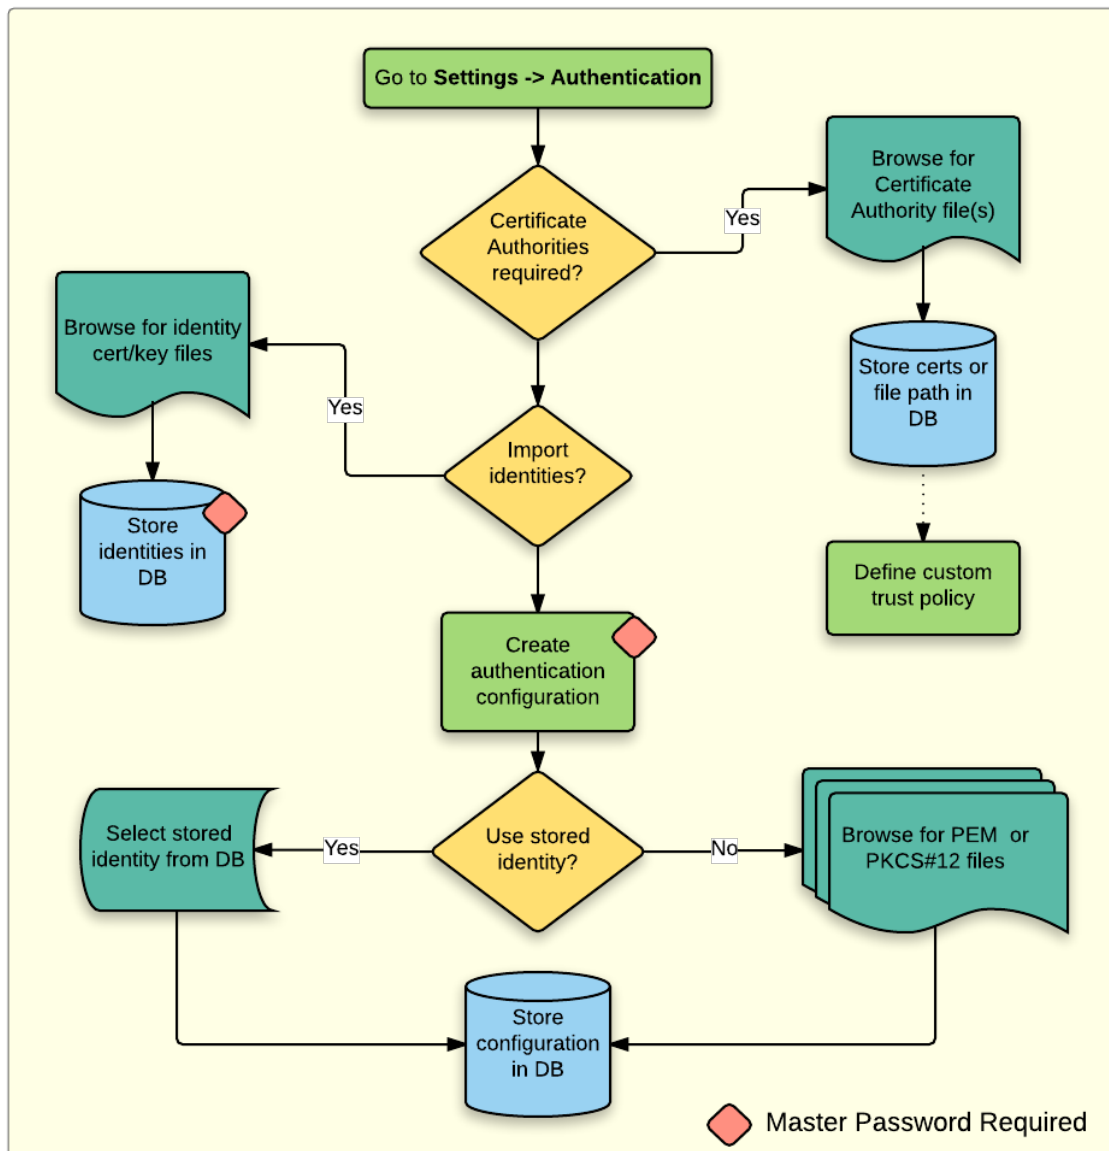 Go to Settings -> Authentication
Certificate
Authorities
required?
Yes
Browse for
Certificate
Authority file(s)
Store certs or
file path in
DB
Define custom
trust policy
Import
identities?
Yes
Browse for identity
cert/key files
Store
identities in
DB
Create
authentication
configuration
Use stored
identity?
Yes
Select stored
identity from DB
No
Browse for PEM  or
PKCS#12 files
Store
configuration
in DB
Master Password Required